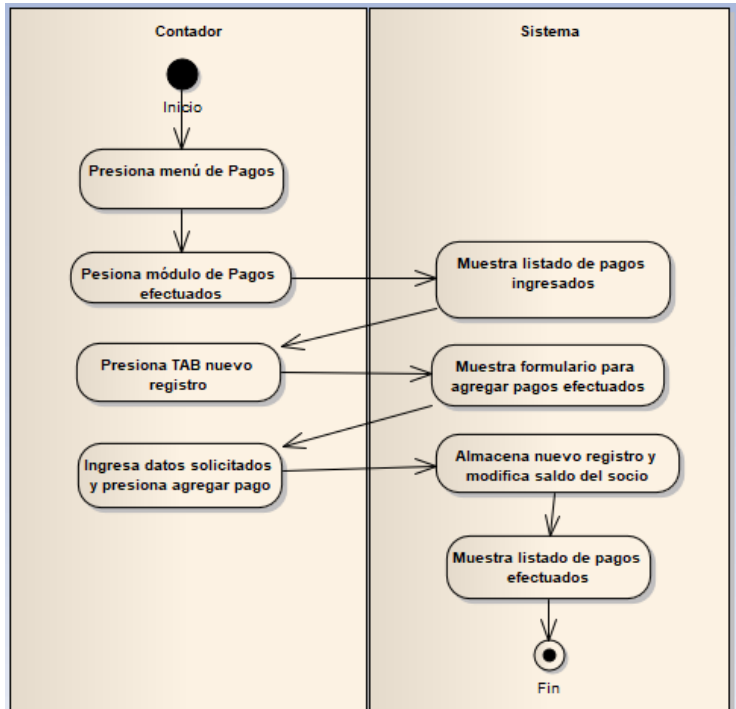 Contador
Sistema
Inicio
Presiona menú de Pagos
Pesiona módulo de Pagos
efectuados
Muestra listado de pagos
ingresados
Presiona TAB nuevo
registro
Muestra formulario para
agregar pagos efectuados
Ingresa datos solicitados
y presiona agregar pago
Almacena nuevo registro y
modifica saldo del socio
Muestra listado de pagos
efectuados
Fin